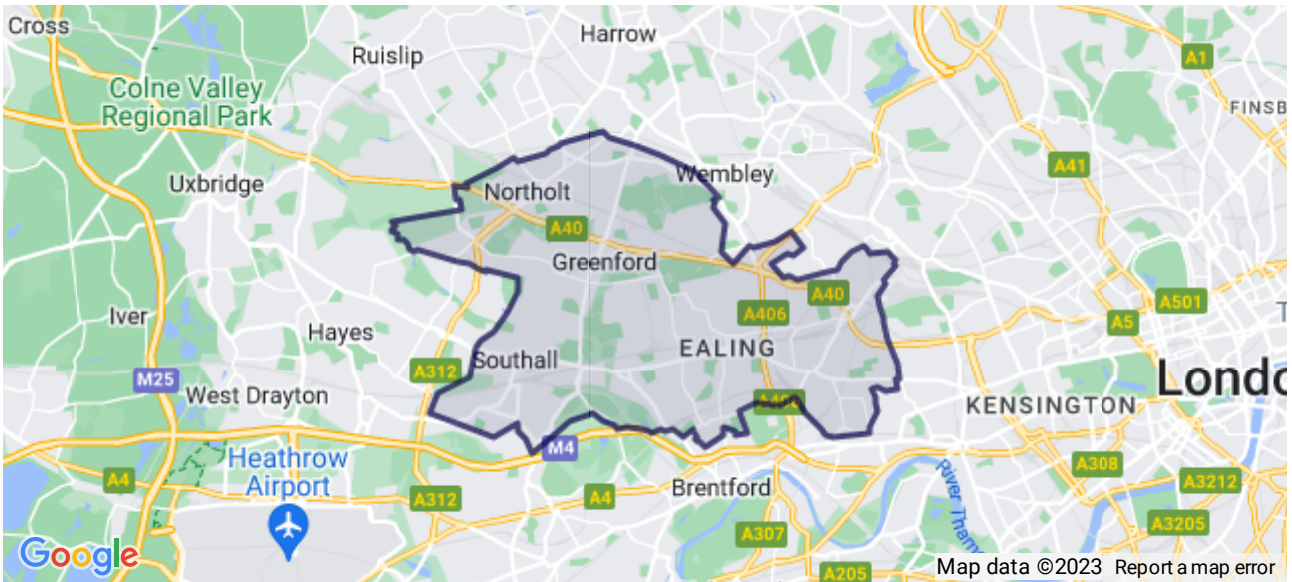 Cross
Harrow
Ruislip
A1
Colne Valley
Regional Park
FINSB
A41
Uxbridge
Wembley
Northolt
A40
Greenford
A40
A501
Iver
A406
A5
Hayes
EALING
Southall
A312
M25
London
West Drayton
KENSINGTON
M4
Heathrow
Airport
A308
A4
A3212
Brentford
A312
A4
River Tham
A3205
A307
Google
A205
Map data ©2023
Report a map error